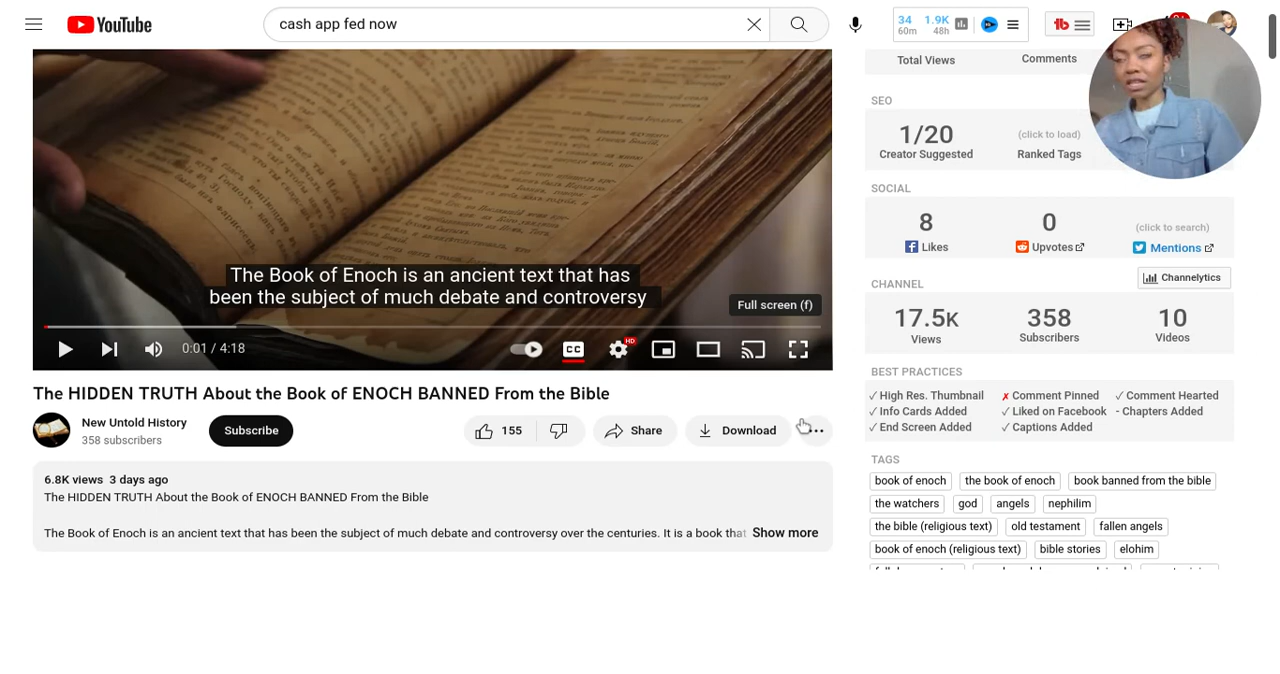 YouTube
cash app fed now
34
60m
1.9K
48h
Total Views
Comments
SEO
1/20
Creator Suggested
(click to load)
Ranked Tags
SOCIAL
8
Likes
0
Upvotes
(click to search)
Mentions
CHANNEL
Channelytics
17.5K
Views
358
Subscribers
10
Videos
BEST PRACTICES
✓ High Res. Thumbnail
✗ Comment Pinned
✓ Comment Hearted
✓ Info Cards Added
✓ Liked on Facebook
- Chapters Added
✓ End Screen Added
✓ Captions Added
TAGS
book of enoch
the book of enoch
book banned from the bible
the watchers
god
angels
nephilim
the bible (religious text)
old testament
fallen angels
book of enoch (religious text)
bible stories
elohim
The Book of Enoch is an ancient text that has
been the subject of much debate and controversy
Full screen (f)
0:01 / 4:18
CC
HD
The HIDDEN TRUTH About the Book of ENOCH BANNED From the Bible
New Untold History
358 subscribers
Subscribe
155
Share
Download
6.8K views 3 days ago
The HIDDEN TRUTH About the Book of ENOCH BANNED From the Bible
The Book of Enoch is an ancient text that has been the subject of much debate and controversy over the centuries. It is a book that Show more